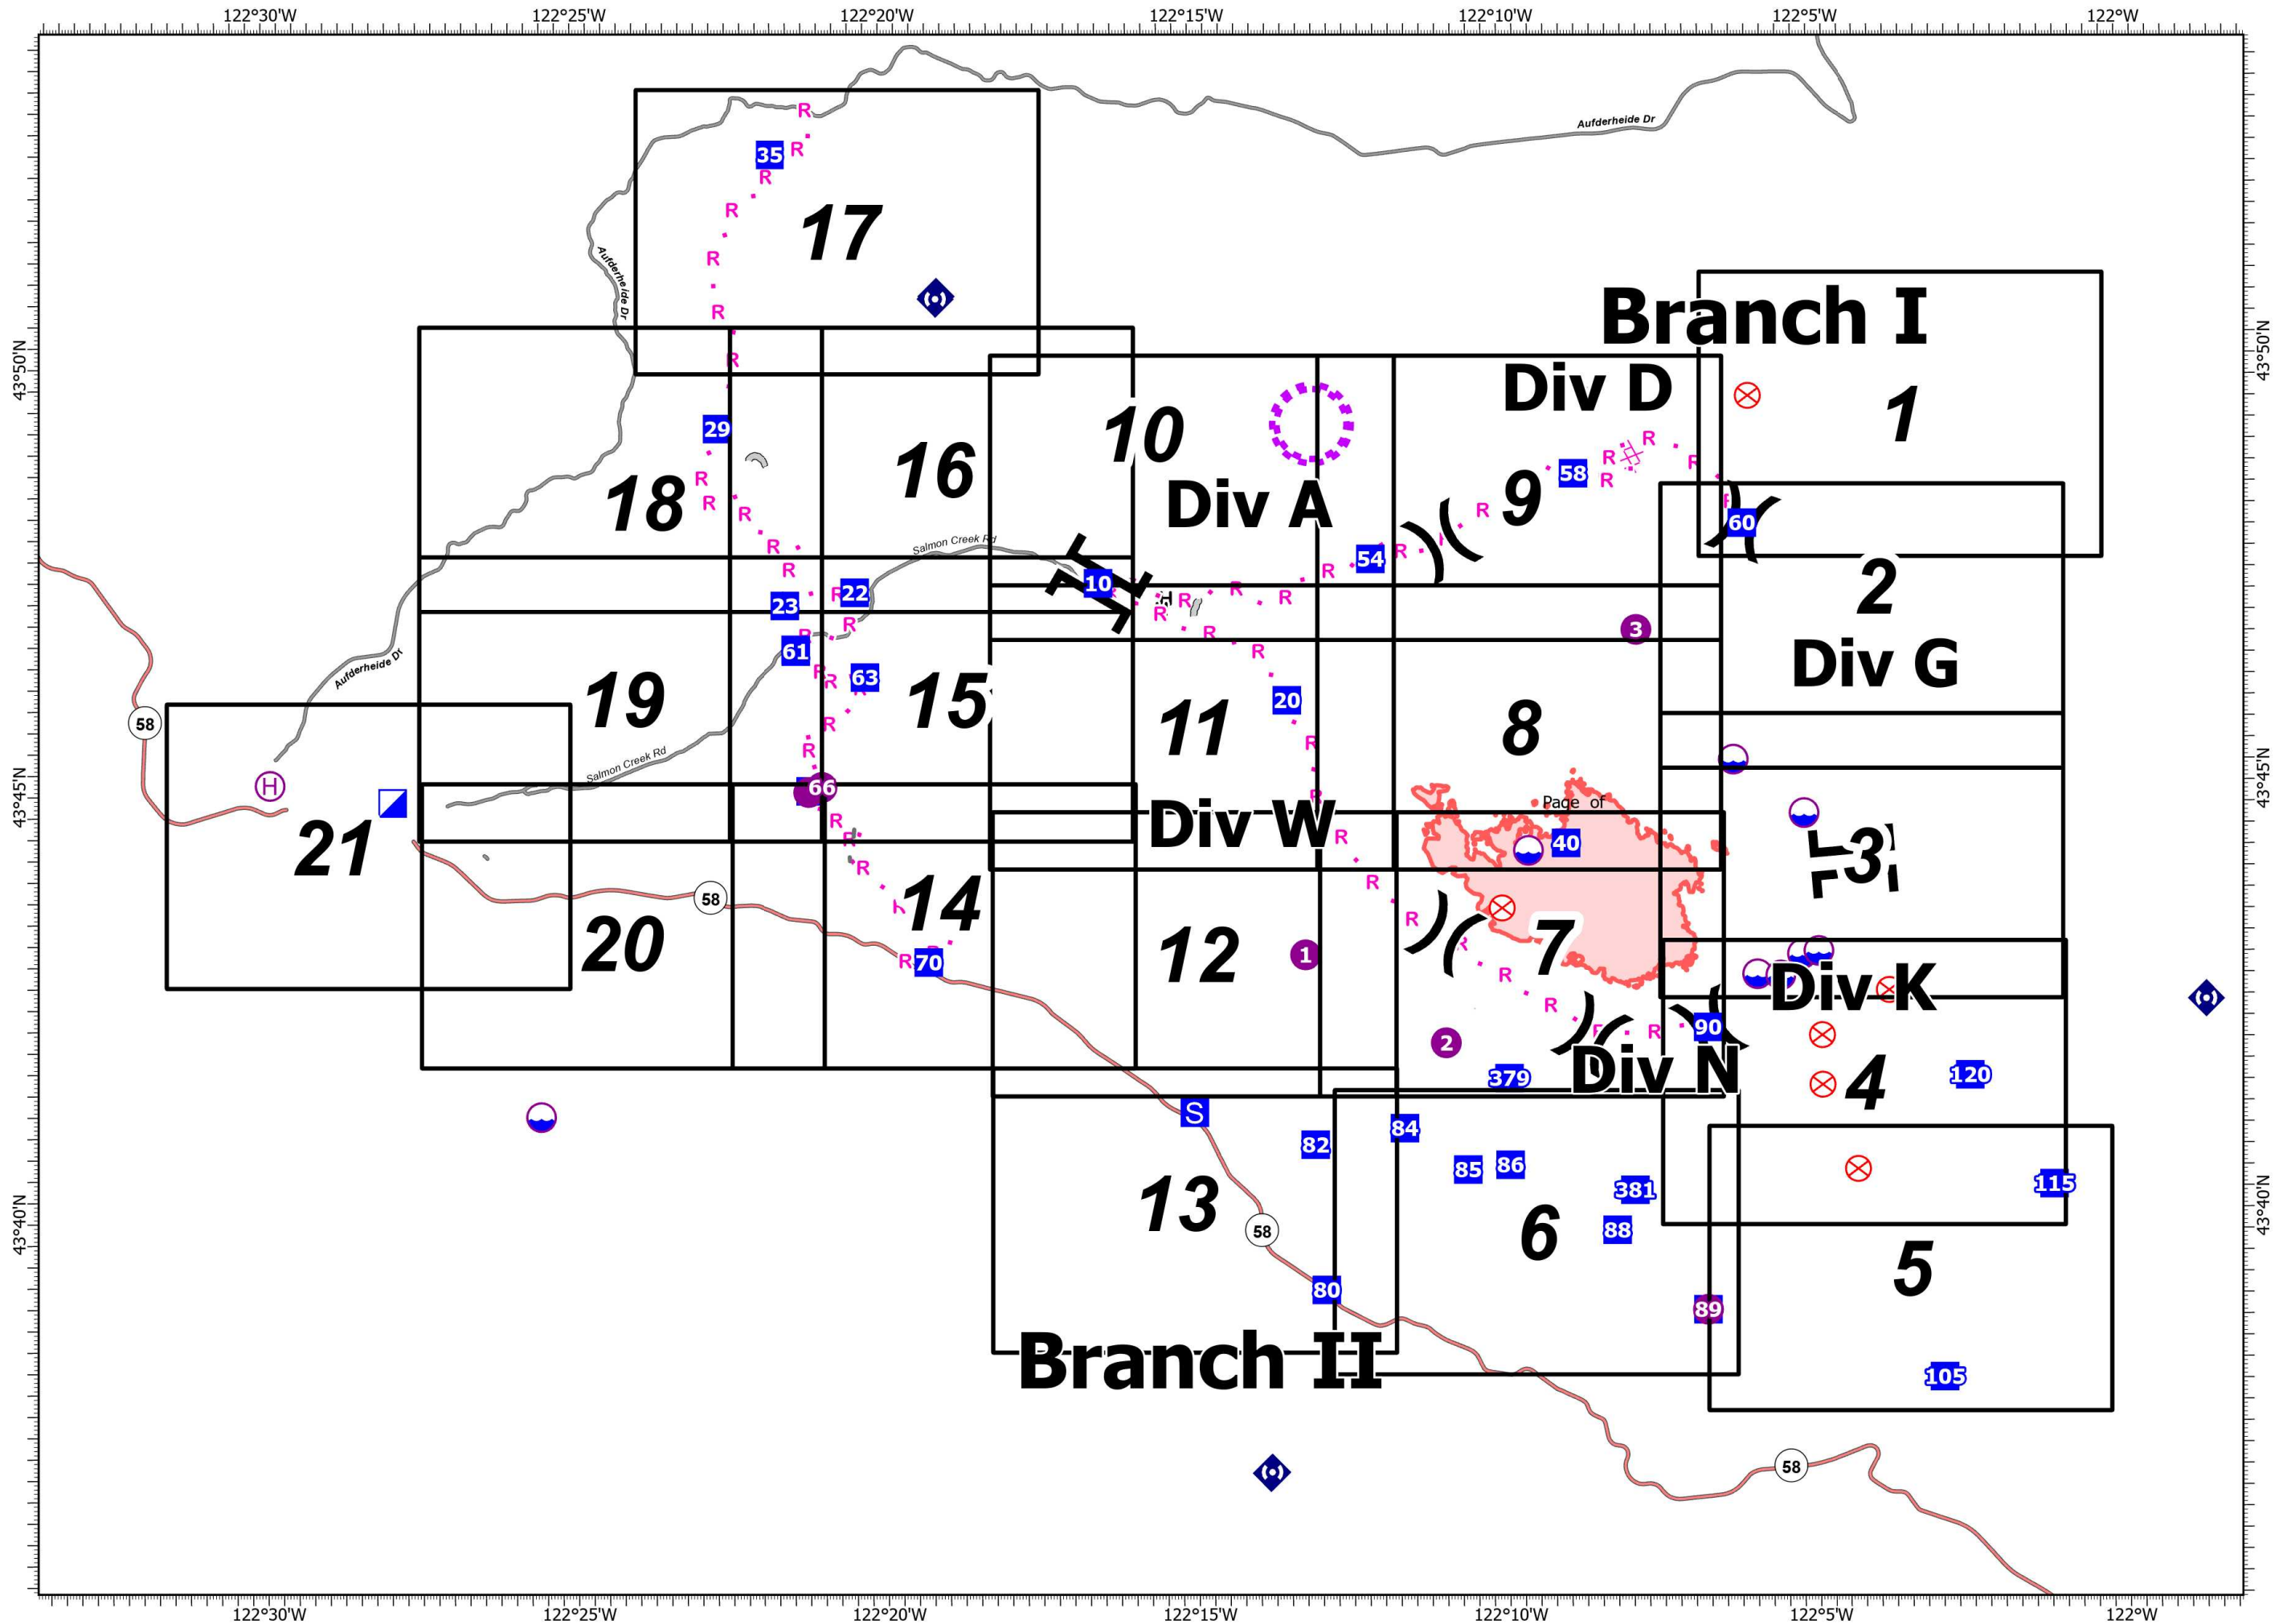 122°30'W 122°25'W 122°20'W 122°15'W 122°10'W 122°5'W 122°W
Aufderheide Dr
R
35 R
R
17
R
Aufderheide Dr
R
Branch I
R
43°50'N 43°50'N
R
Div D
1
10
29
R
16
R R
58
9
R
18
R
Div A
R
R
R
60
R
Salmon Creek Rd
R
54
R
2
10
R
22
23
R
R
R
R
R
3
61
Aufderheide Dr
R
Div G
R
63
R
19
15
20
11
8
58
R
R
R
Salmon Creek Rd
43°45'N 43°45'N
H
66
Page of
R
Div W
R
40
21
R
3
R
R
58
14
R
20
12
7
R
1
R
70
R
Div K
R
90
R
2
Div N
379
4
120
S
84
82
85
86
115
381
13
88
6
43°40'N 43°40'N
58
5
80
89
Branch II
105
58
122°30'W 122°25'W 122°20'W 122°15'W 122°10'W 122°5'W 122°W